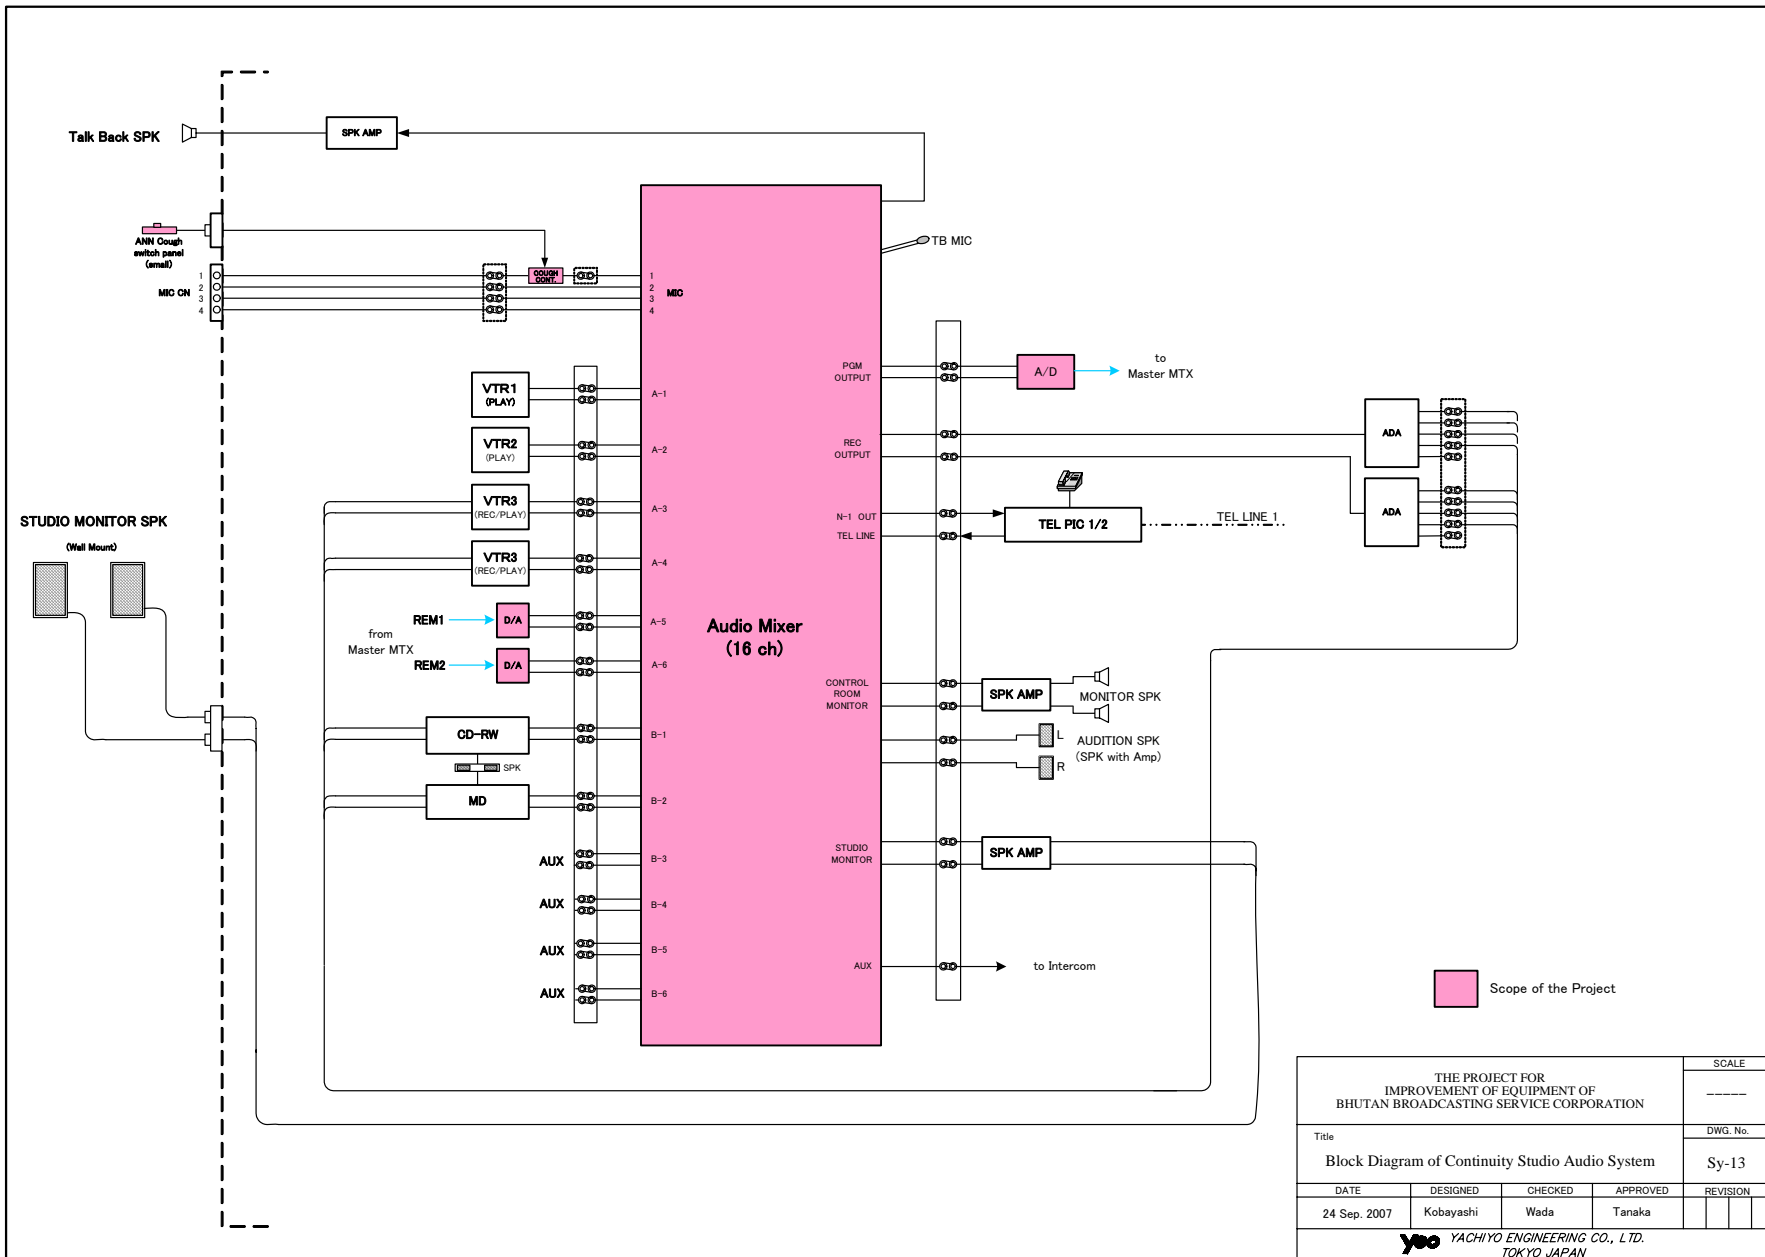 Talk Back SPK
SPK AMP
ANN Cough
switch panel
(small)
MIC CN
1
2
3
4
COUGH
CONT.
1
2
3
4
MIC
TB MIC
VTR1
(PLAY)
A-1
VTR2
(PLAY)
A-2
VTR3
(REC/PLAY)
A-3
VTR3
(REC/PLAY)
A-4
from
Master MTX
REM1
D/A
A-5
REM2
D/A
A-6
CD-RW
B-1
SPK
MD
B-2
AUX
B-3
AUX
B-4
AUX
B-5
AUX
B-6
STUDIO MONITOR SPK
(Wall Mount)
Audio Mixer
(16 ch)
PGM
OUTPUT
A/D
to
Master MTX
REC
OUTPUT
ADA
ADA
N-1 OUT
TEL LINE
TEL PIC 1/2
TEL LINE 1
CONTROL
ROOM
MONITOR
SPK AMP
MONITOR SPK
L
R
AUDITION SPK
(SPK with Amp)
STUDIO
MONITOR
SPK AMP
AUX
to Intercom
Scope of the Project
THE PROJECT FOR
IMPROVEMENT OF EQUIPMENT OF
BHUTAN BROADCASTING SERVICE CORPORATION
SCALE
-----
Title
Block Diagram of Continuity Studio Audio System
DWG. No.
Sy-13
DATE DESIGNED CHECKED APPROVED REVISION
24 Sep. 2007 Kobayashi Wada Tanaka
yeo YACHIYO ENGINEERING CO., LTD.
TOKYO JAPAN